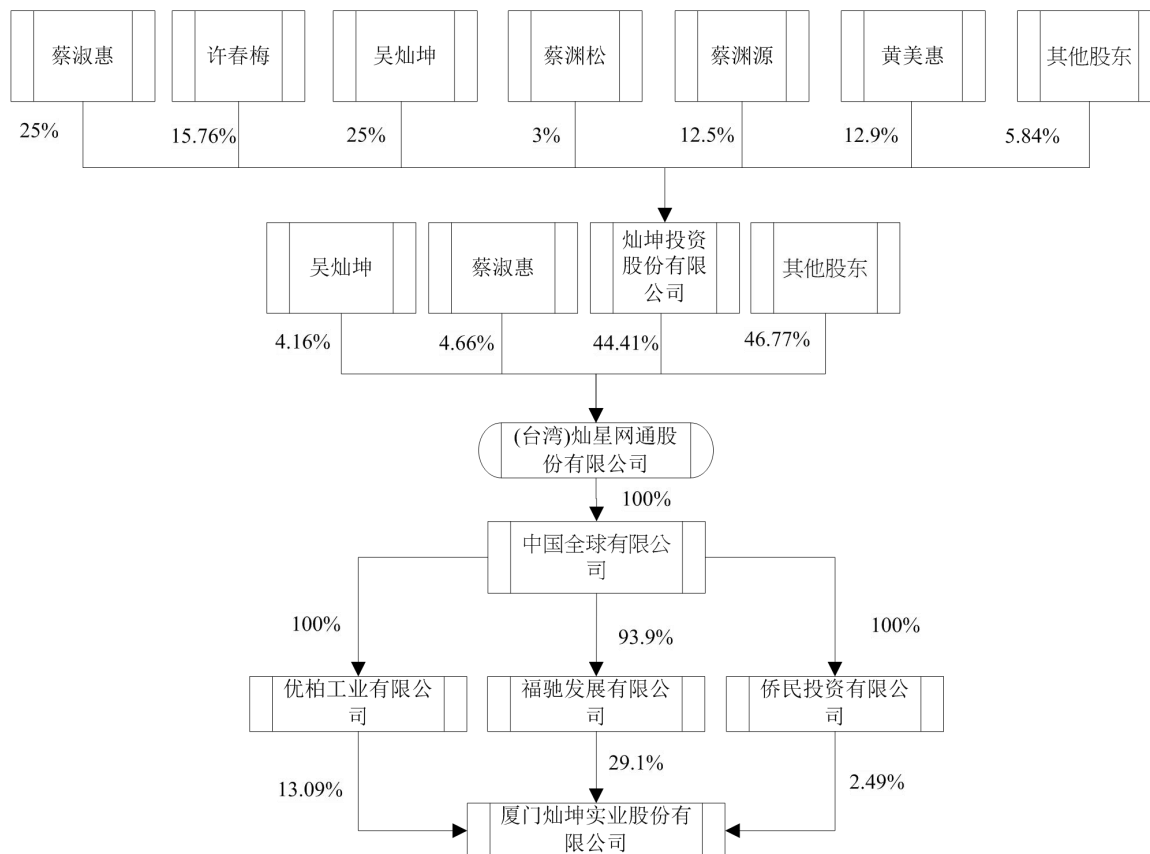 蔡淑惠
许春梅
吴灿坤
蔡渊松
蔡渊源
黄美惠
其他股东
25%
15.76%
25%
3%
12.5%
12.9%
5.84%
吴灿坤
蔡淑惠
灿坤投资
股份有限
公司
其他股东
4.16%
4.66%
44.41%
46.77%
(台湾)灿星网通股
份有限公司
100%
中国全球有限公
司
100%
93.9%
100%
优柏工业有限公
司
福驰发展有限公
司
侨民投资有限公
司
13.09%
29.1%
2.49%
厦门灿坤实业股份有
限公司